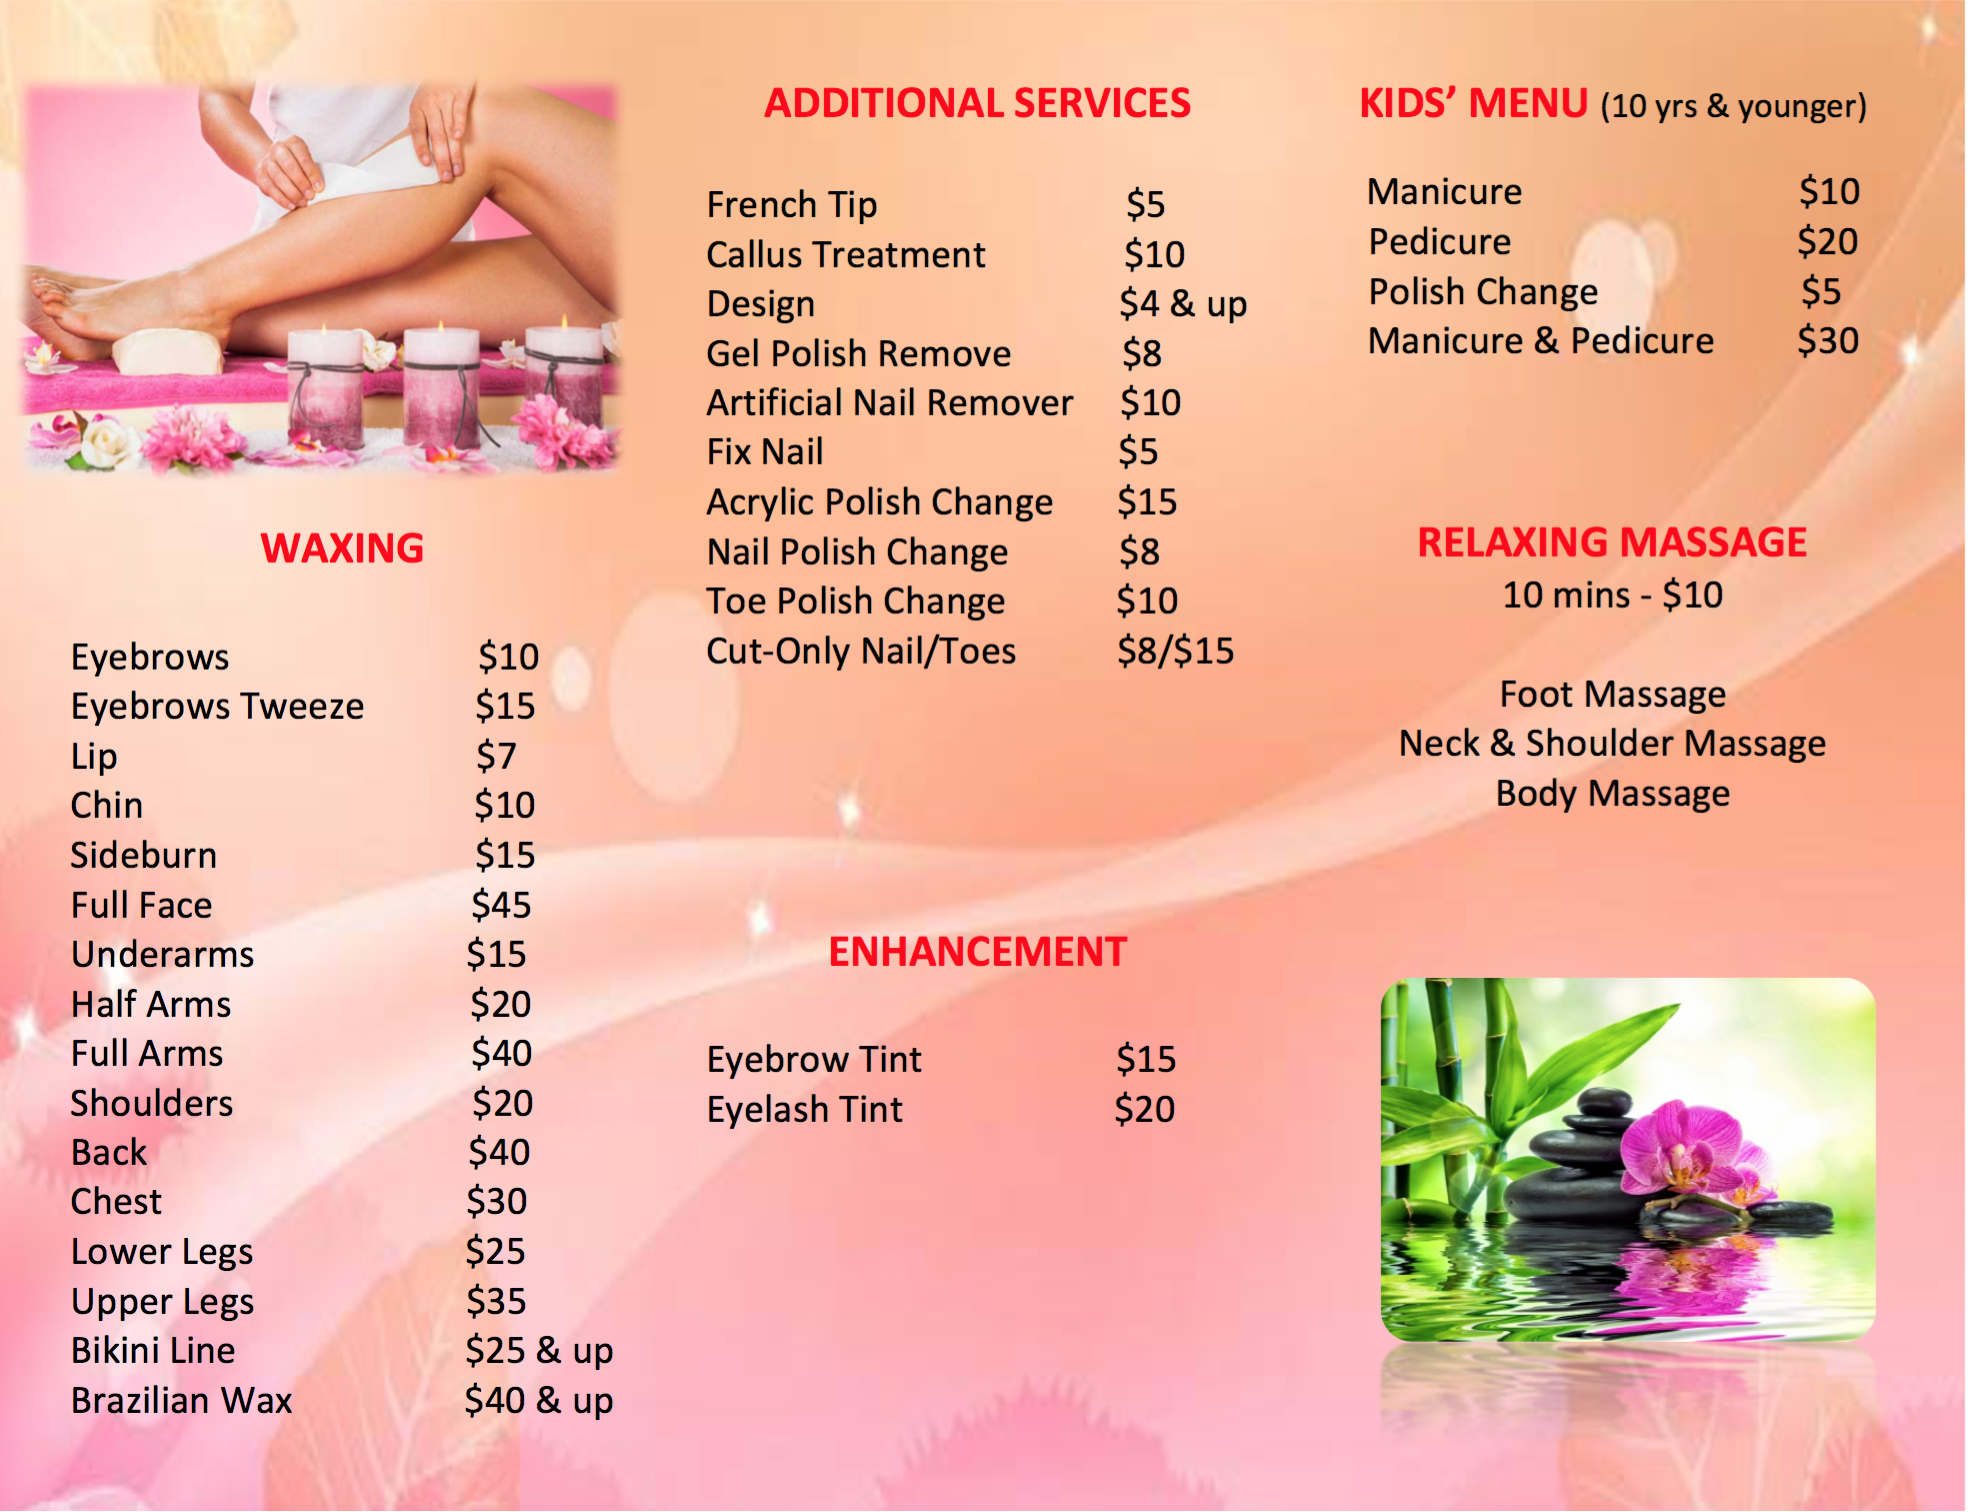 WAXING
Eyebrows $10
Eyebrows Tweeze $15
Lip $7
Chin $10
Sideburn $15
Full Face $45
Underarms $15
Half Arms $20
Full Arms $40
Shoulders $20
Back $40
Chest $30
Lower Legs $25
Upper Legs $35
Bikini Line $25 & up
Brazilian Wax $40 & up
ADDITIONAL SERVICES
French Tip $5
Callus Treatment $10
Design $4 & up
Gel Polish Remove $8
Artificial Nail Remover $10
Fix Nail $5
Acrylic Polish Change $15
Nail Polish Change $8
Toe Polish Change $10
Cut-Only Nail/Toes $8/$15
ENHANCEMENT
Eyebrow Tint $15
Eyelash Tint $20
KIDS’ MENU (10 yrs & younger)
Manicure $10
Pedicure $20
Polish Change $5
Manicure & Pedicure $30
RELAXING MASSAGE
10 mins - $10
Foot Massage
Neck & Shoulder Massage
Body Massage